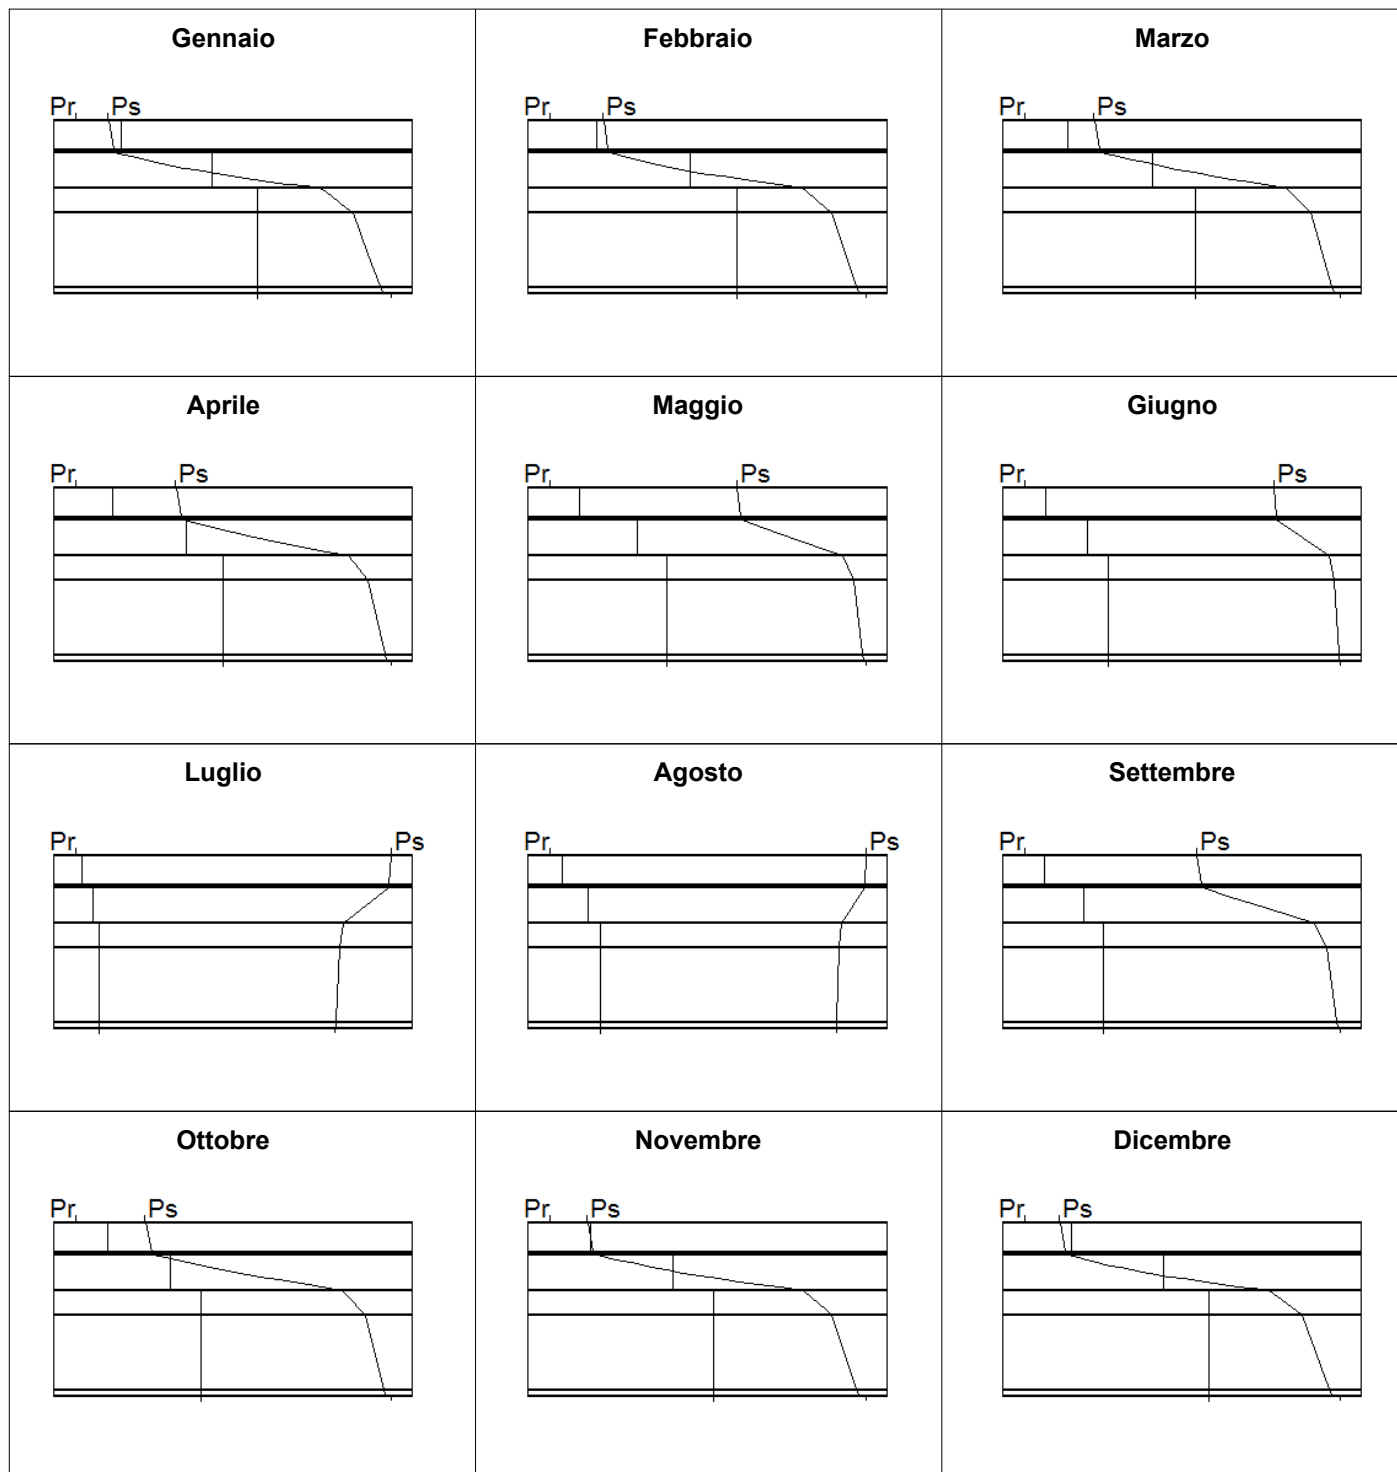 Gennaio Febbraio Marzo
Pr Ps Pr Ps Pr Ps
Aprile Maggio Giugno
Pr Ps Pr Ps Pr Ps
Luglio Agosto Settembre
Pr Ps Pr Ps Pr Ps
Ottobre Novembre Dicembre
Pr Ps Pr Ps Pr Ps